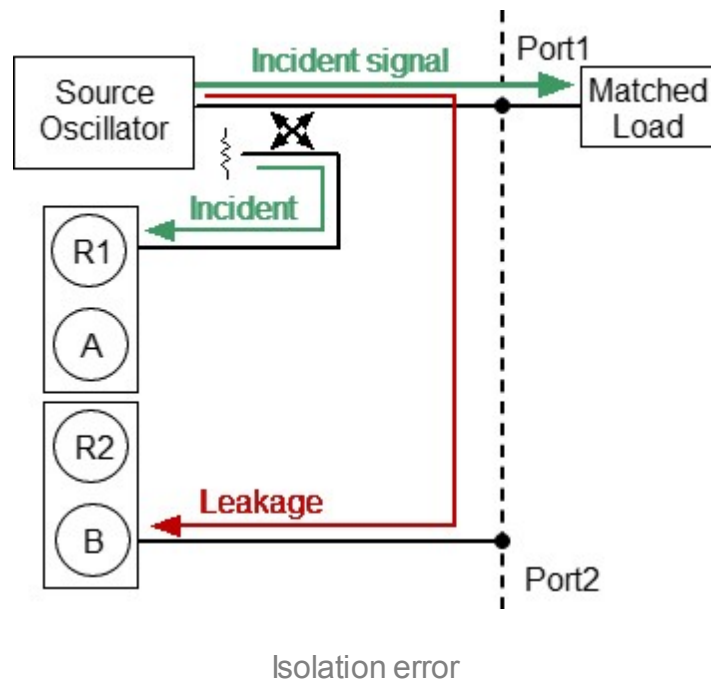 Incident signal
Port1
Source
Oscillator
Matched
Load
Incident
R1
A
R2
Leakage
B
Port2
Isolation error